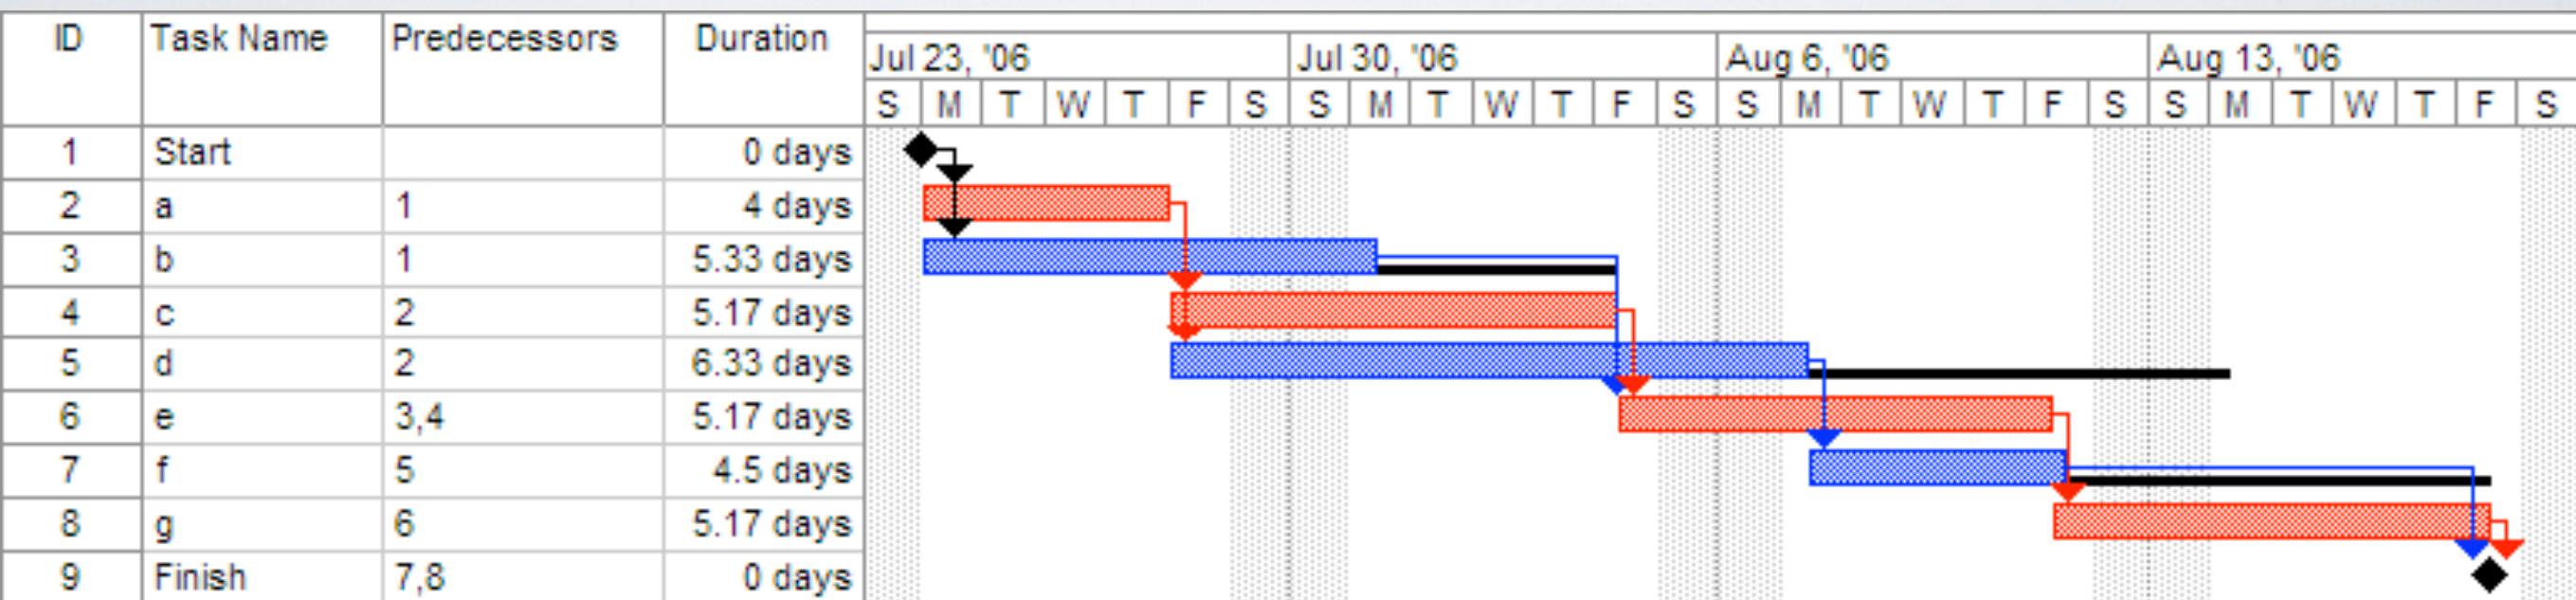 ID Task Name Predecessors Duration
Jul 23, '06 Jul 30, '06 Aug 6, '06 Aug 13, '06
S M T W T F S S M T W T F S S M T W T F S S M T W T F S
1 Start 0 days
2 a 1 4 days
3 b 1 5.33 days
4 c 2 5.17 days
5 d 2 6.33 days
6 e 3,4 5.17 days
7 f 5 4.5 days
8 g 6 5.17 days
9 Finish 7,8 0 days